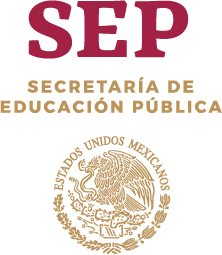 SEP
SECRETARÍA DE
EDUCACIÓN PÚBLICA
ESTADOS UNIDOS MEXICANOS